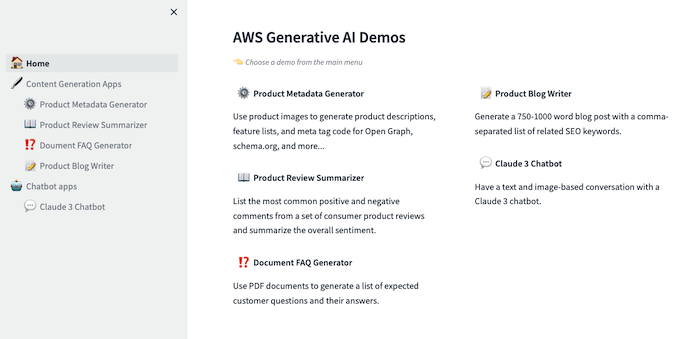 Home
Content Generation Apps
Product Metadata Generator
Product Review Summarizer
Doument FAQ Generator
Product Blog Writer
Chatbot apps
Claude 3 Chatbot
AWS Generative AI Demos
Choose a demo from the main menu
Product Metadata Generator
Use product images to generate product descriptions,
feature lists, and meta tag code for Open Graph,
schema.org, and more...
Product Review Summarizer
List the most common positive and negative
comments from a set of consumer product reviews
and summarize the overall sentiment.
Document FAQ Generator
Use PDF documents to generate a list of expected
customer questions and their answers.
Product Blog Writer
Generate a 750-1000 word blog post with a comma-
separated list of related SEO keywords.
Claude 3 Chatbot
Have a text and image-based conversation with a
Claude 3 chatbot.